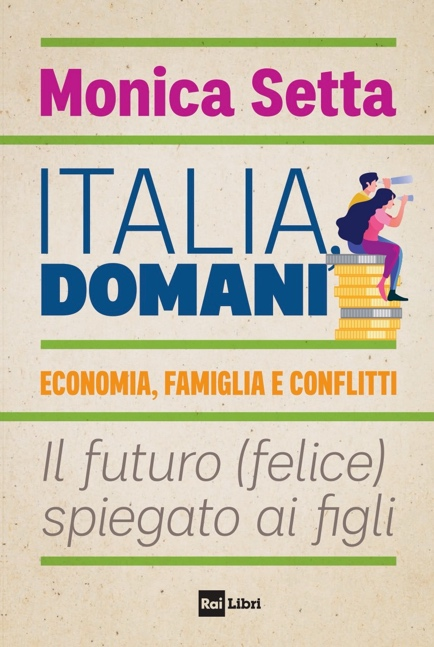 Monica Setta
ITALIA,
DOMANI
ECONOMIA, FAMIGLIA E CONFLITTI
Il futuro (felice)
spiegato ai figli
Rai Libri